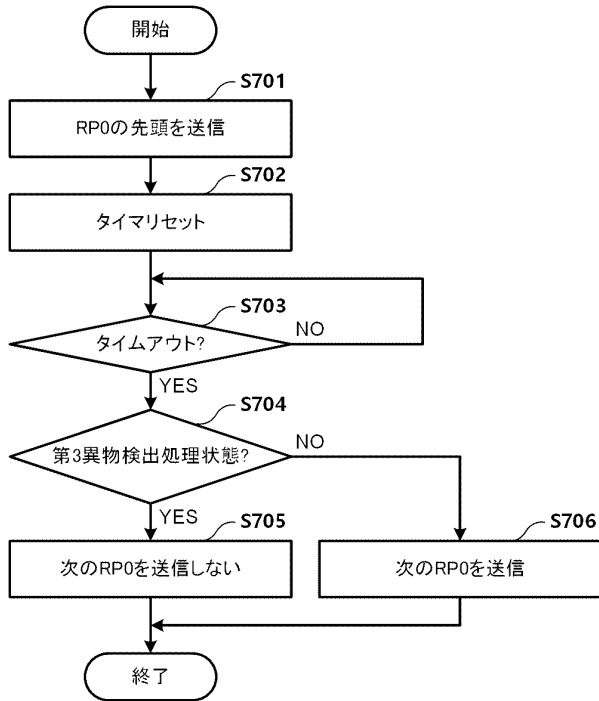 開始
S701
RP0の先頭を送信
S702
タイマリセット
S703
タイムアウト?
NO
YES
S704
第3異物検出処理状態?
NO
YES
S705
次のRP0を送信しない
S706
次のRP0を送信
終了